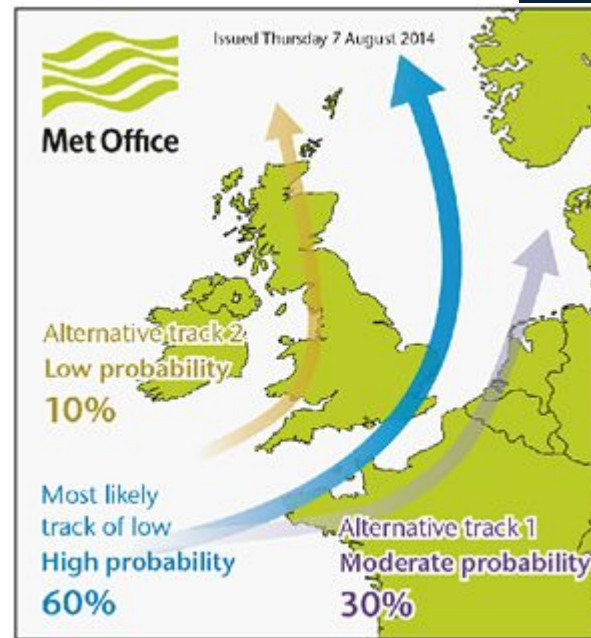 Issued Thursday 7 August 2014
Met Office
Alternative track 2
Low probability
10%
Most likely
track of low
High probability
60%
Alternative track 1
Moderate probability
30%